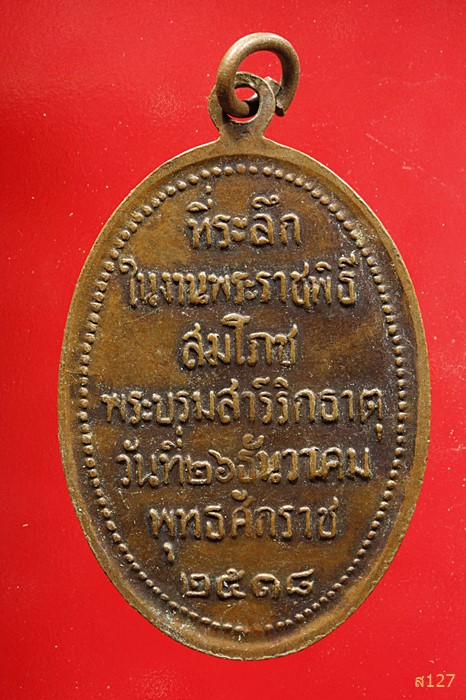 ที่ระลึก
ในงานพระราชพิธี
สมโภช
พระบรมสารีริกธาตุ
วันที่๒๖ธันวาคม
พุทธศักราช
๒๕๑๘
ส127